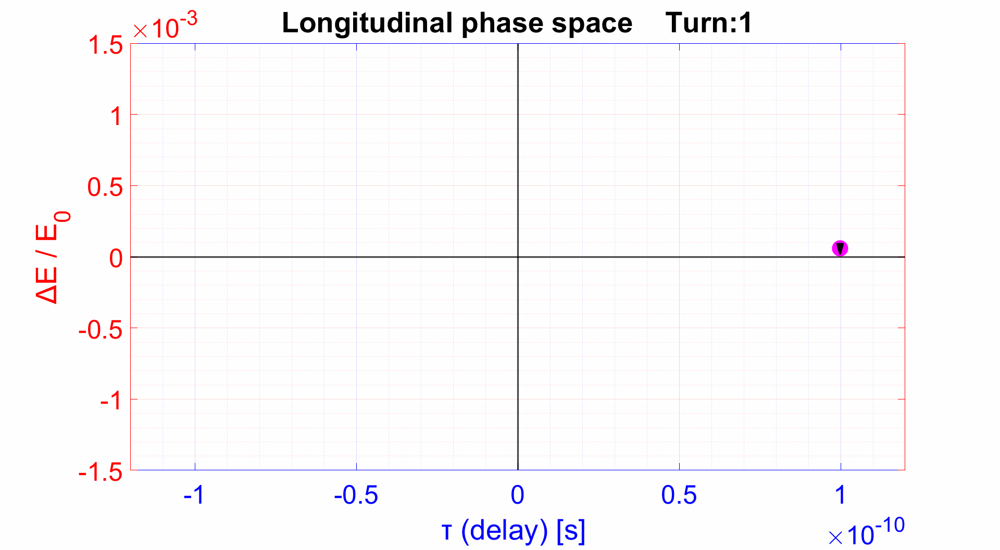 Longitudinal phase space    Turn:1
×10⁻³
1.5
1
0.5
0
-0.5
-1
-1.5
ΔE / E₀
-1 -0.5 0 0.5 1
τ (delay) [s]
×10⁻¹⁰